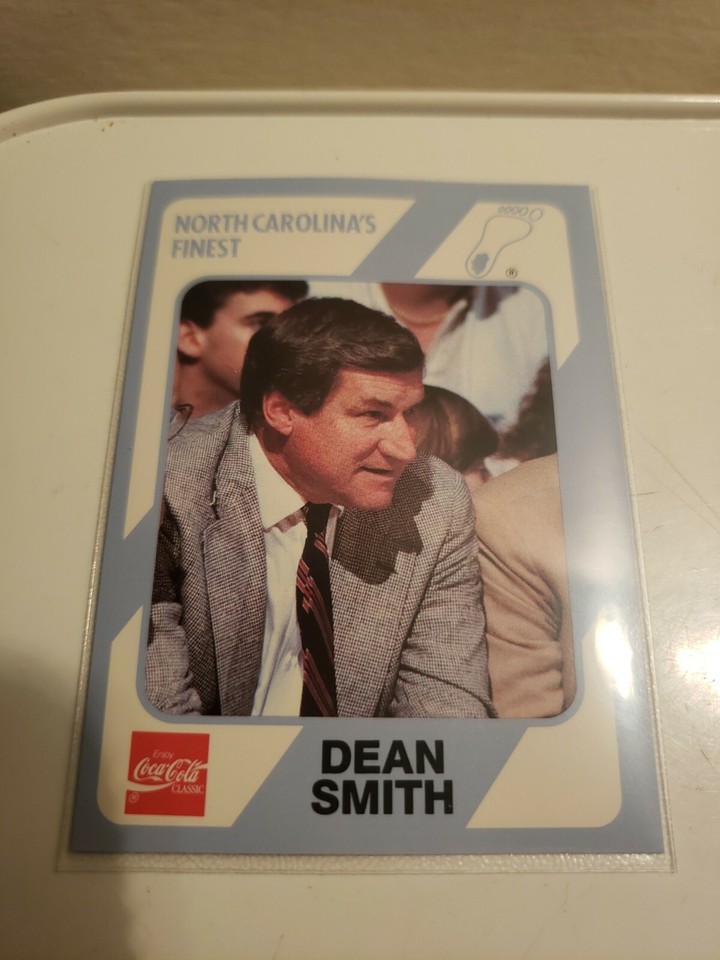 NORTH CAROLINA'S
FINEST
®
Enjoy
Coca-Cola
CLASSIC
®
DEAN
SMITH